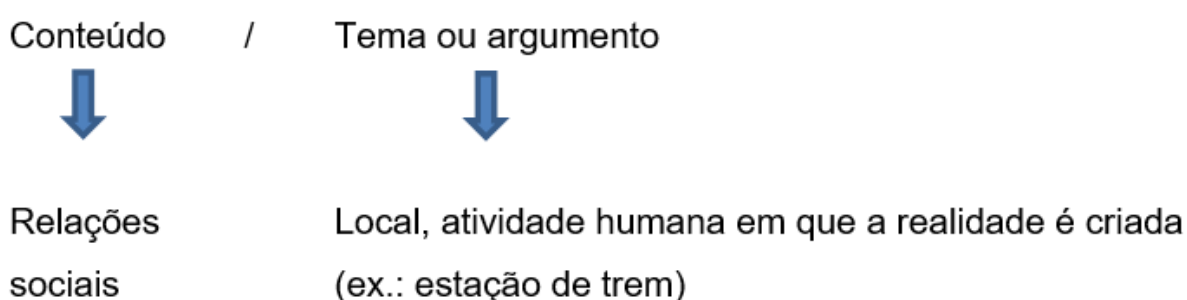 Conteúdo / Tema ou argumento
Relações Local, atividade humana em que a realidade é criada
sociais (ex.: estação de trem)